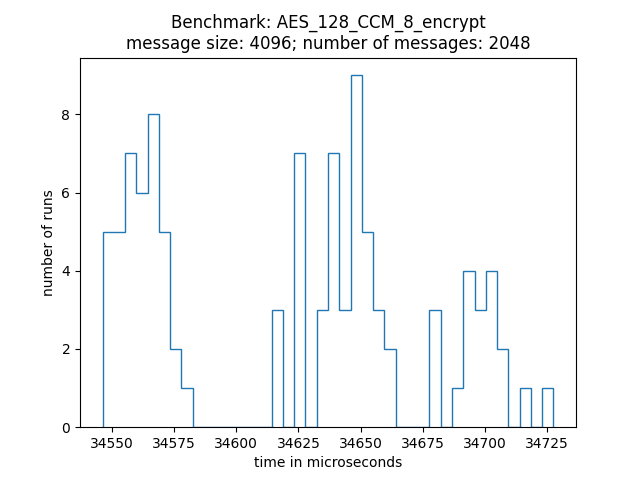 Benchmark: AES_128_CCM_8_encrypt
message size: 4096; number of messages: 2048
number of runs
8
6
4
2
0
34550 34575 34600 34625 34650 34675 34700 34725
time in microseconds